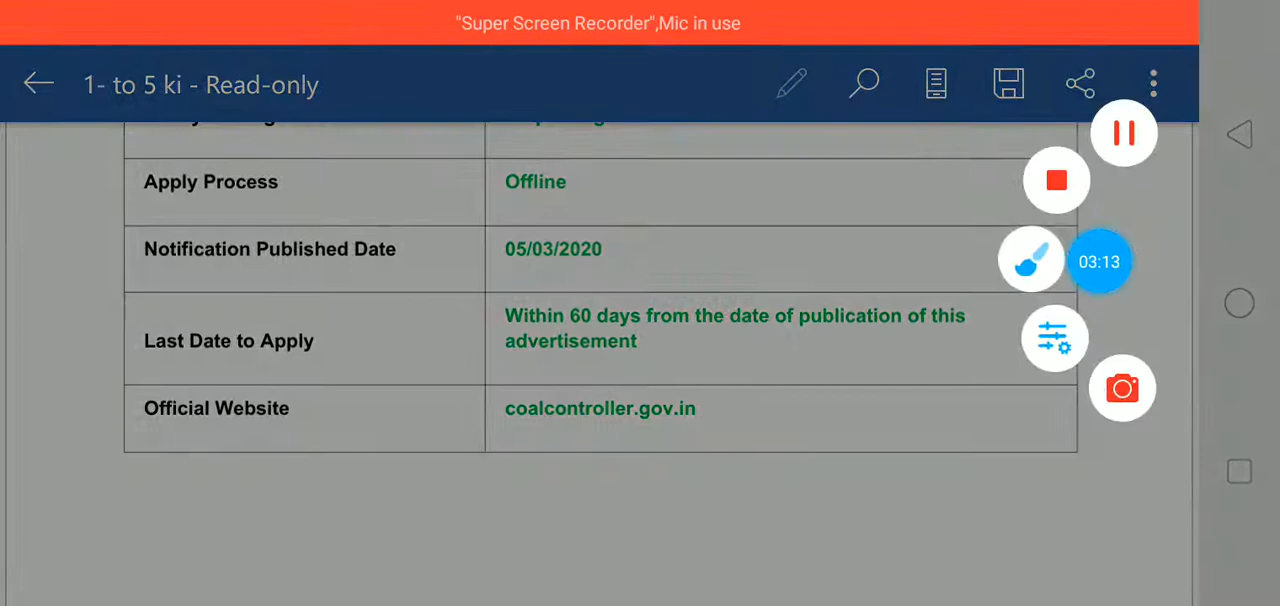 "Super Screen Recorder",Mic in use
1- to 5 ki - Read-only
Apply Process
Offline
Notification Published Date
05/03/2020
03:13
Last Date to Apply
Within 60 days from the date of publication of this
advertisement
Official Website
coalcontroller.gov.in